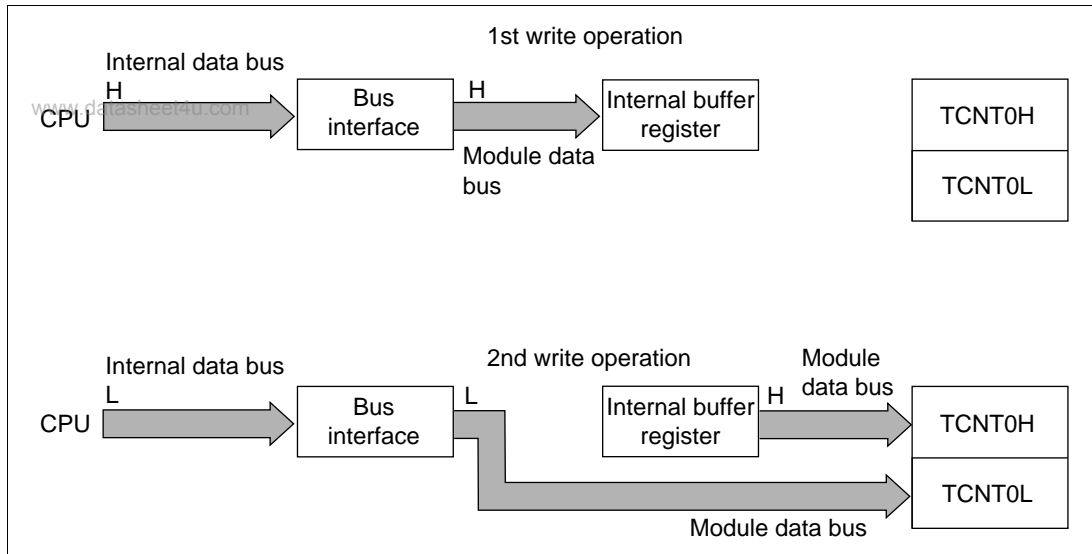 1st write operation
Internal data bus
H
www.datasheet4u.com
CPU
Bus
interface
H
Module data
bus
Internal buffer
register
TCNT0H
TCNT0L
2nd write operation
Internal data bus
L
CPU
Bus
interface
L
Internal buffer
register
H
Module
data bus
TCNT0H
TCNT0L
Module data bus